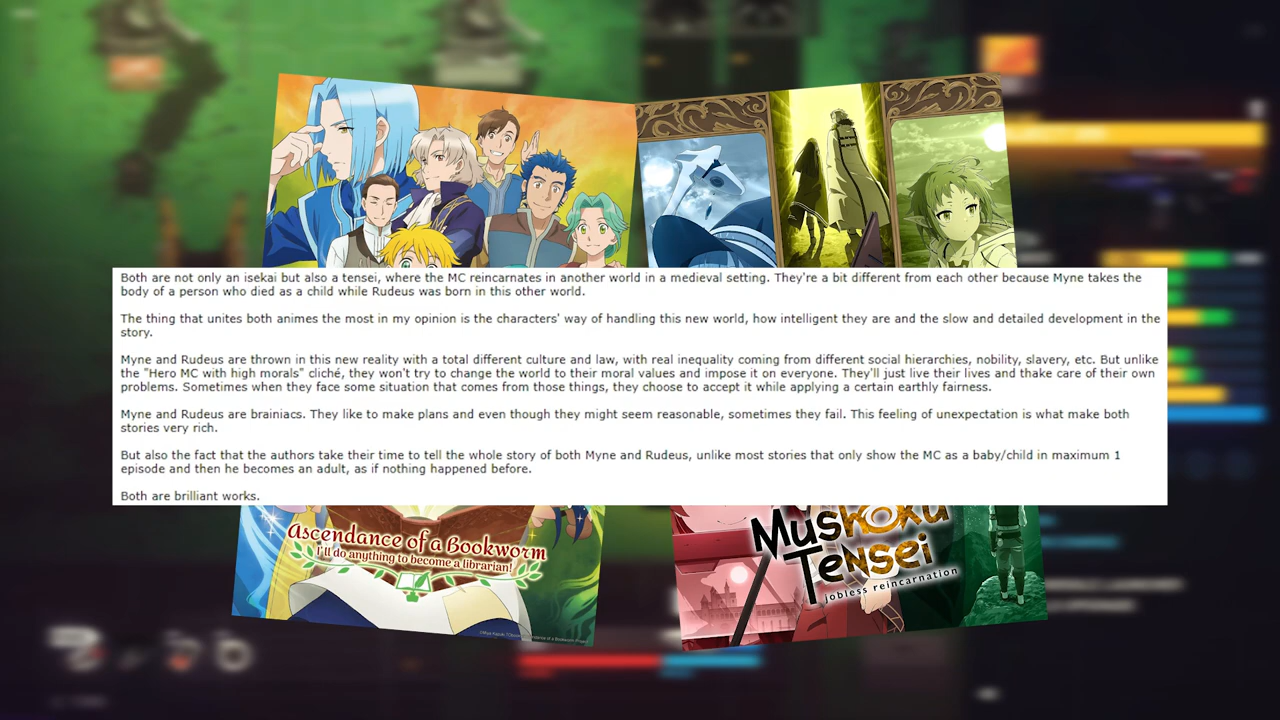 Both are not only an isekai but also a tensei, where the MC reincarnates in another world in a medieval setting. They're a bit different from each other because Myne takes the
body of a person who died as a child while Rudeus was born in this other world.
The thing that unites both animes the most in my opinion is the characters' way of handling this new world, how intelligent they are and the slow and detailed development in the
story.
Myne and Rudeus are thrown in this new reality with a total different culture and law, with real inequality coming from different social hierarchies, nobility, slavery, etc. But unlike
the "Hero MC with high morals" cliché, they won't try to change the world to their moral values and impose it on everyone. They'll just live their lives and thake care of their own
problems. Sometimes when they face some situation that comes from those things, they choose to accept it while applying a certain earthly fairness.
Myne and Rudeus are brainiacs. They like to make plans and even though they might seem reasonable, sometimes they fail. This feeling of unexpectation is what make both
stories very rich.
But also the fact that the authors take their time to tell the whole story of both Myne and Rudeus, unlike most stories that only show the MC as a baby/child in maximum 1
episode and then he becomes an adult, as if nothing happened before.
Both are brilliant works.
Ascendance of a Bookworm
I'll do anything to become a librarian!
Mushoku
Tensei
jobless reincarnation